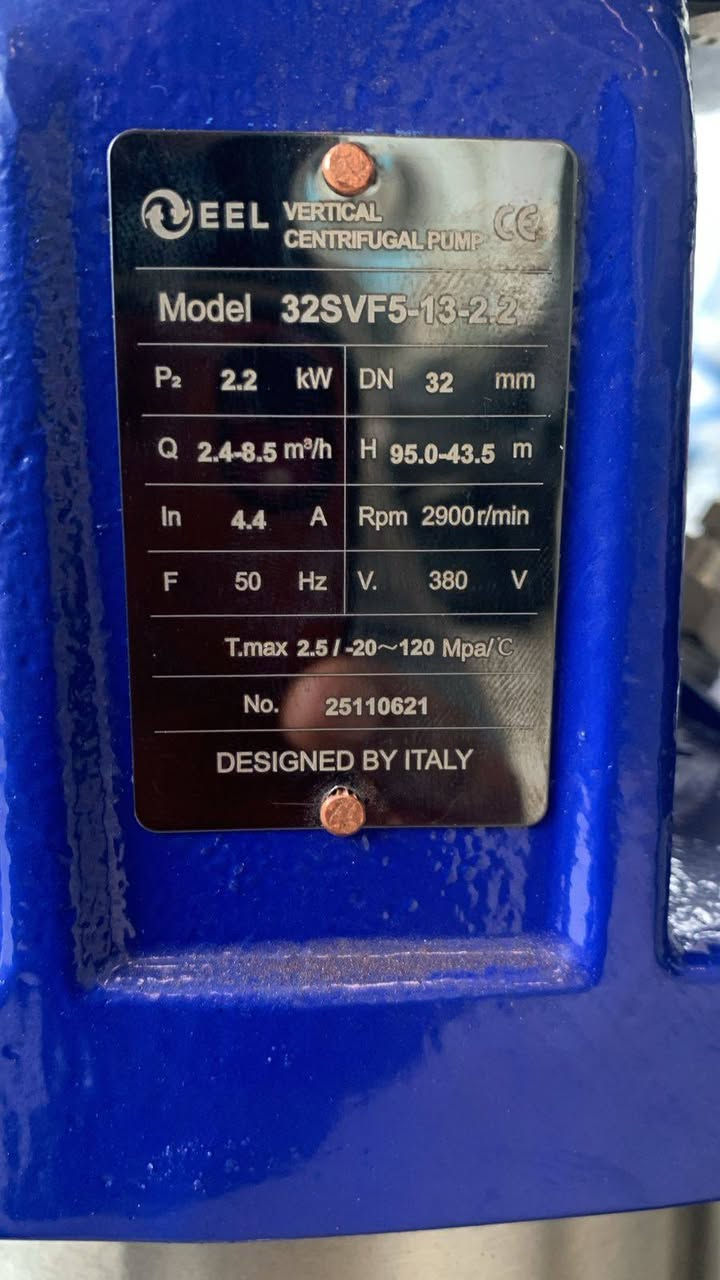 EEL VERTICAL CENTRIFUGAL PUMP CE
Model 32SVF5-13-2.2
P₂ 2.2 kW DN 32 mm
Q 2.4-8.5 m³/h H 95.0-43.5 m
In 4.4 A Rpm 2900 r/min
F 50 Hz V. 380 V
T.max 2.5 / -20～120 Mpa/℃
No. 25110621
DESIGNED BY ITALY